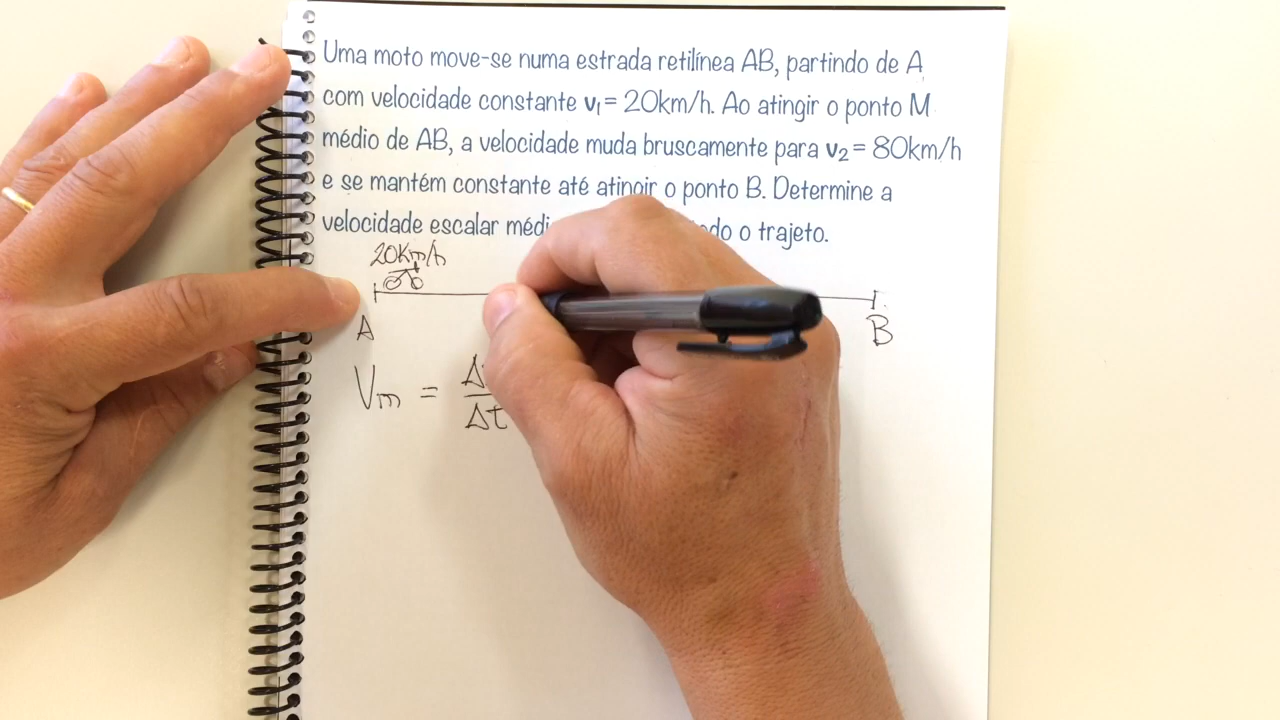 Uma moto move-se numa estrada retilínea AB, partindo de A
com velocidade constante v₁ = 20km/h. Ao atingir o ponto M
médio de AB, a velocidade muda bruscamente para v₂ = 80km/h
e se mantém constante até atingir o ponto B. Determine a
velocidade escalar o trajeto.
20Km/h
A B
Vm = Δ
Δt